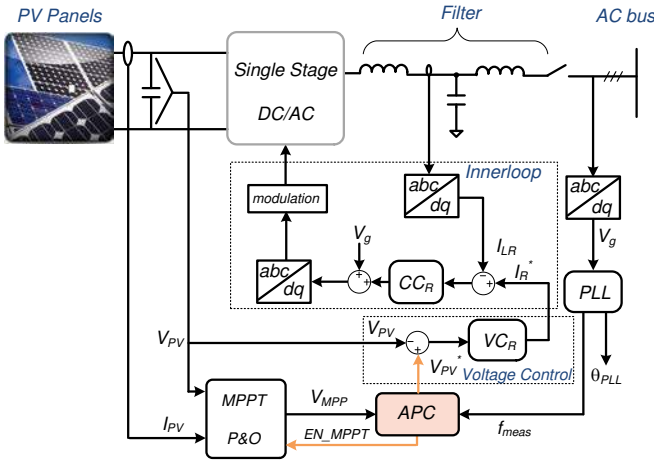 PV Panels
Filter
AC bus
Single Stage
DC/AC
Innerloop
abc
dq
abc
dq
modulation
V_g
I_LR
I_R^*
V_g
abc
dq
CC_R
PLL
+
+
−
+
V_PV
V_PV
−
+
VC_R
V_PV^*
Voltage Control
θ_PLL
MPPT
P&O
V_MPP
APC
I_PV
EN_MPPT
f_meas